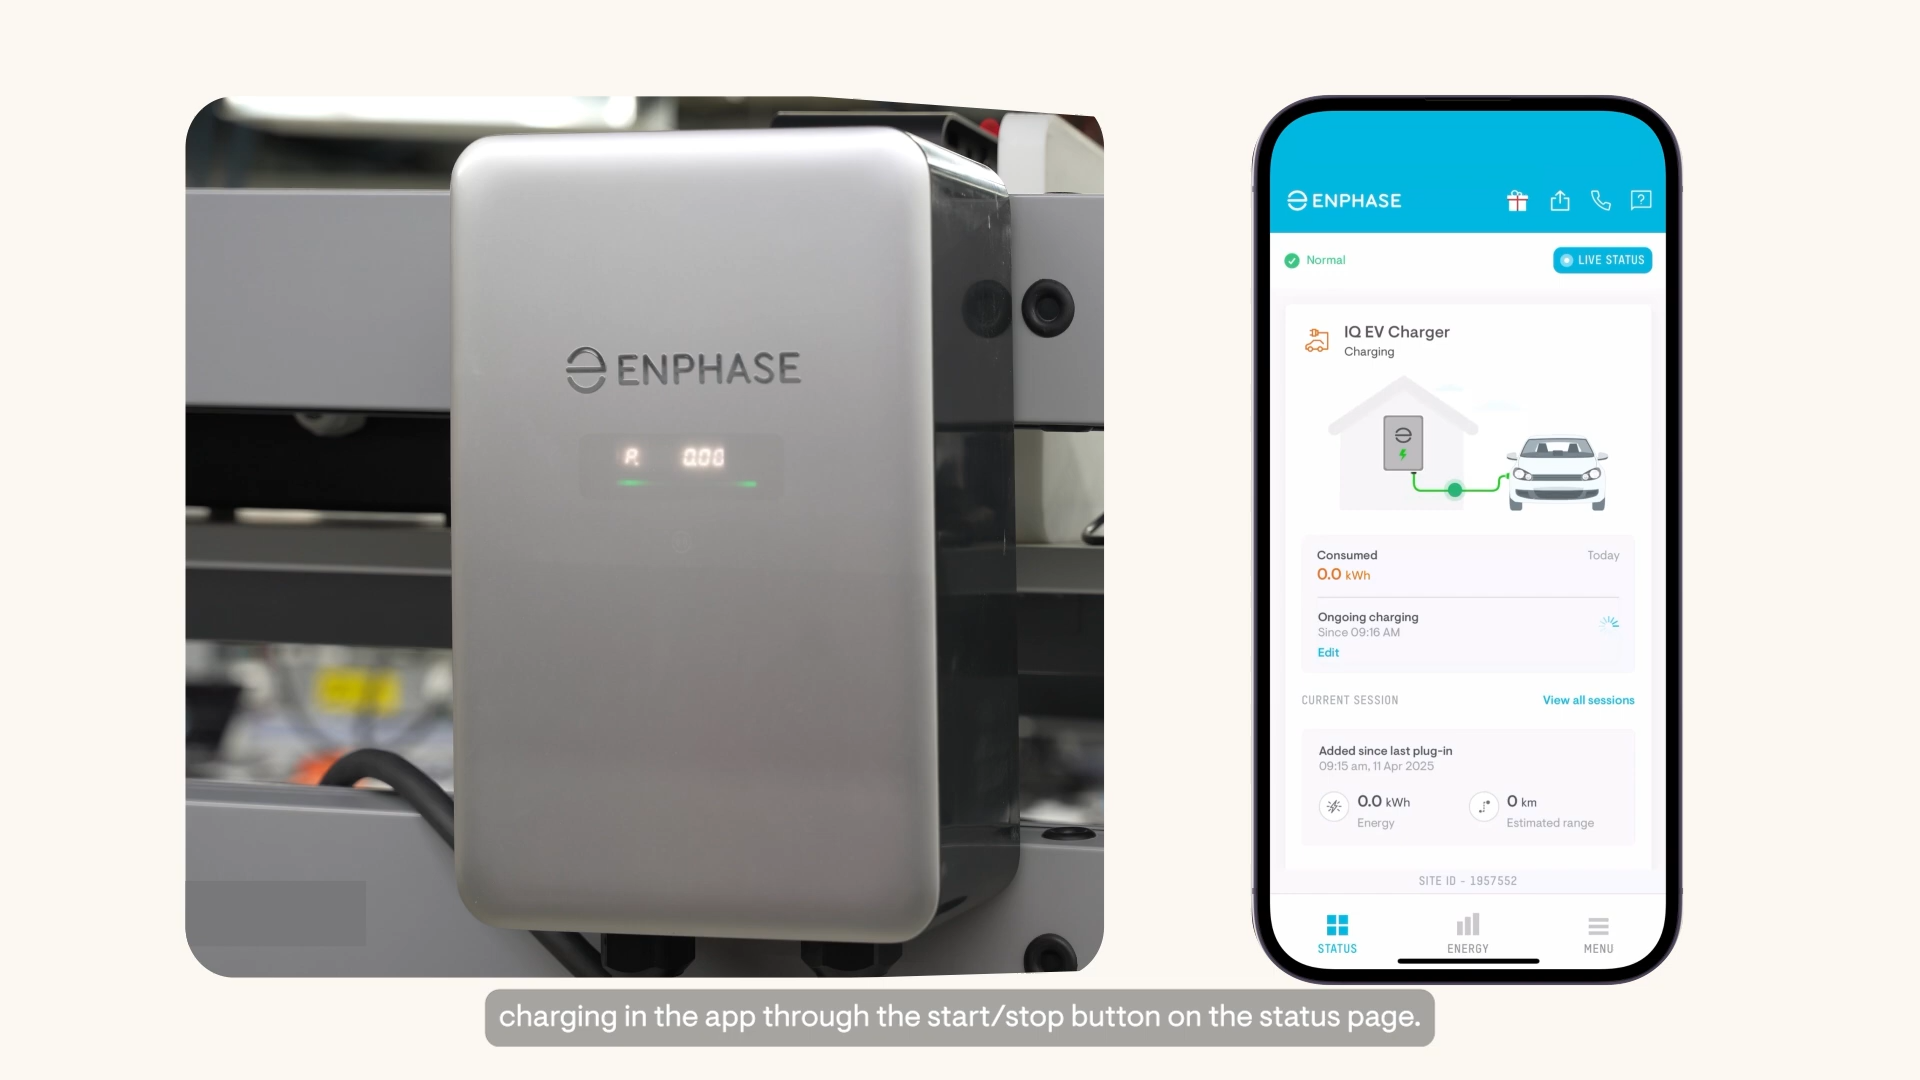 ENPHASE
P. 0.00
ENPHASE
Normal
LIVE STATUS
IQ EV Charger
Charging
Consumed
Today
0.0 kWh
Ongoing charging
Since 09:16 AM
Edit
CURRENT SESSION
View all sessions
Added since last plug-in
09:15 am, 11 Apr 2025
0.0 kWh
0 km
Energy
Estimated range
SITE ID - 1957552
STATUS
ENERGY
MENU
charging in the app through the start/stop button on the status page.